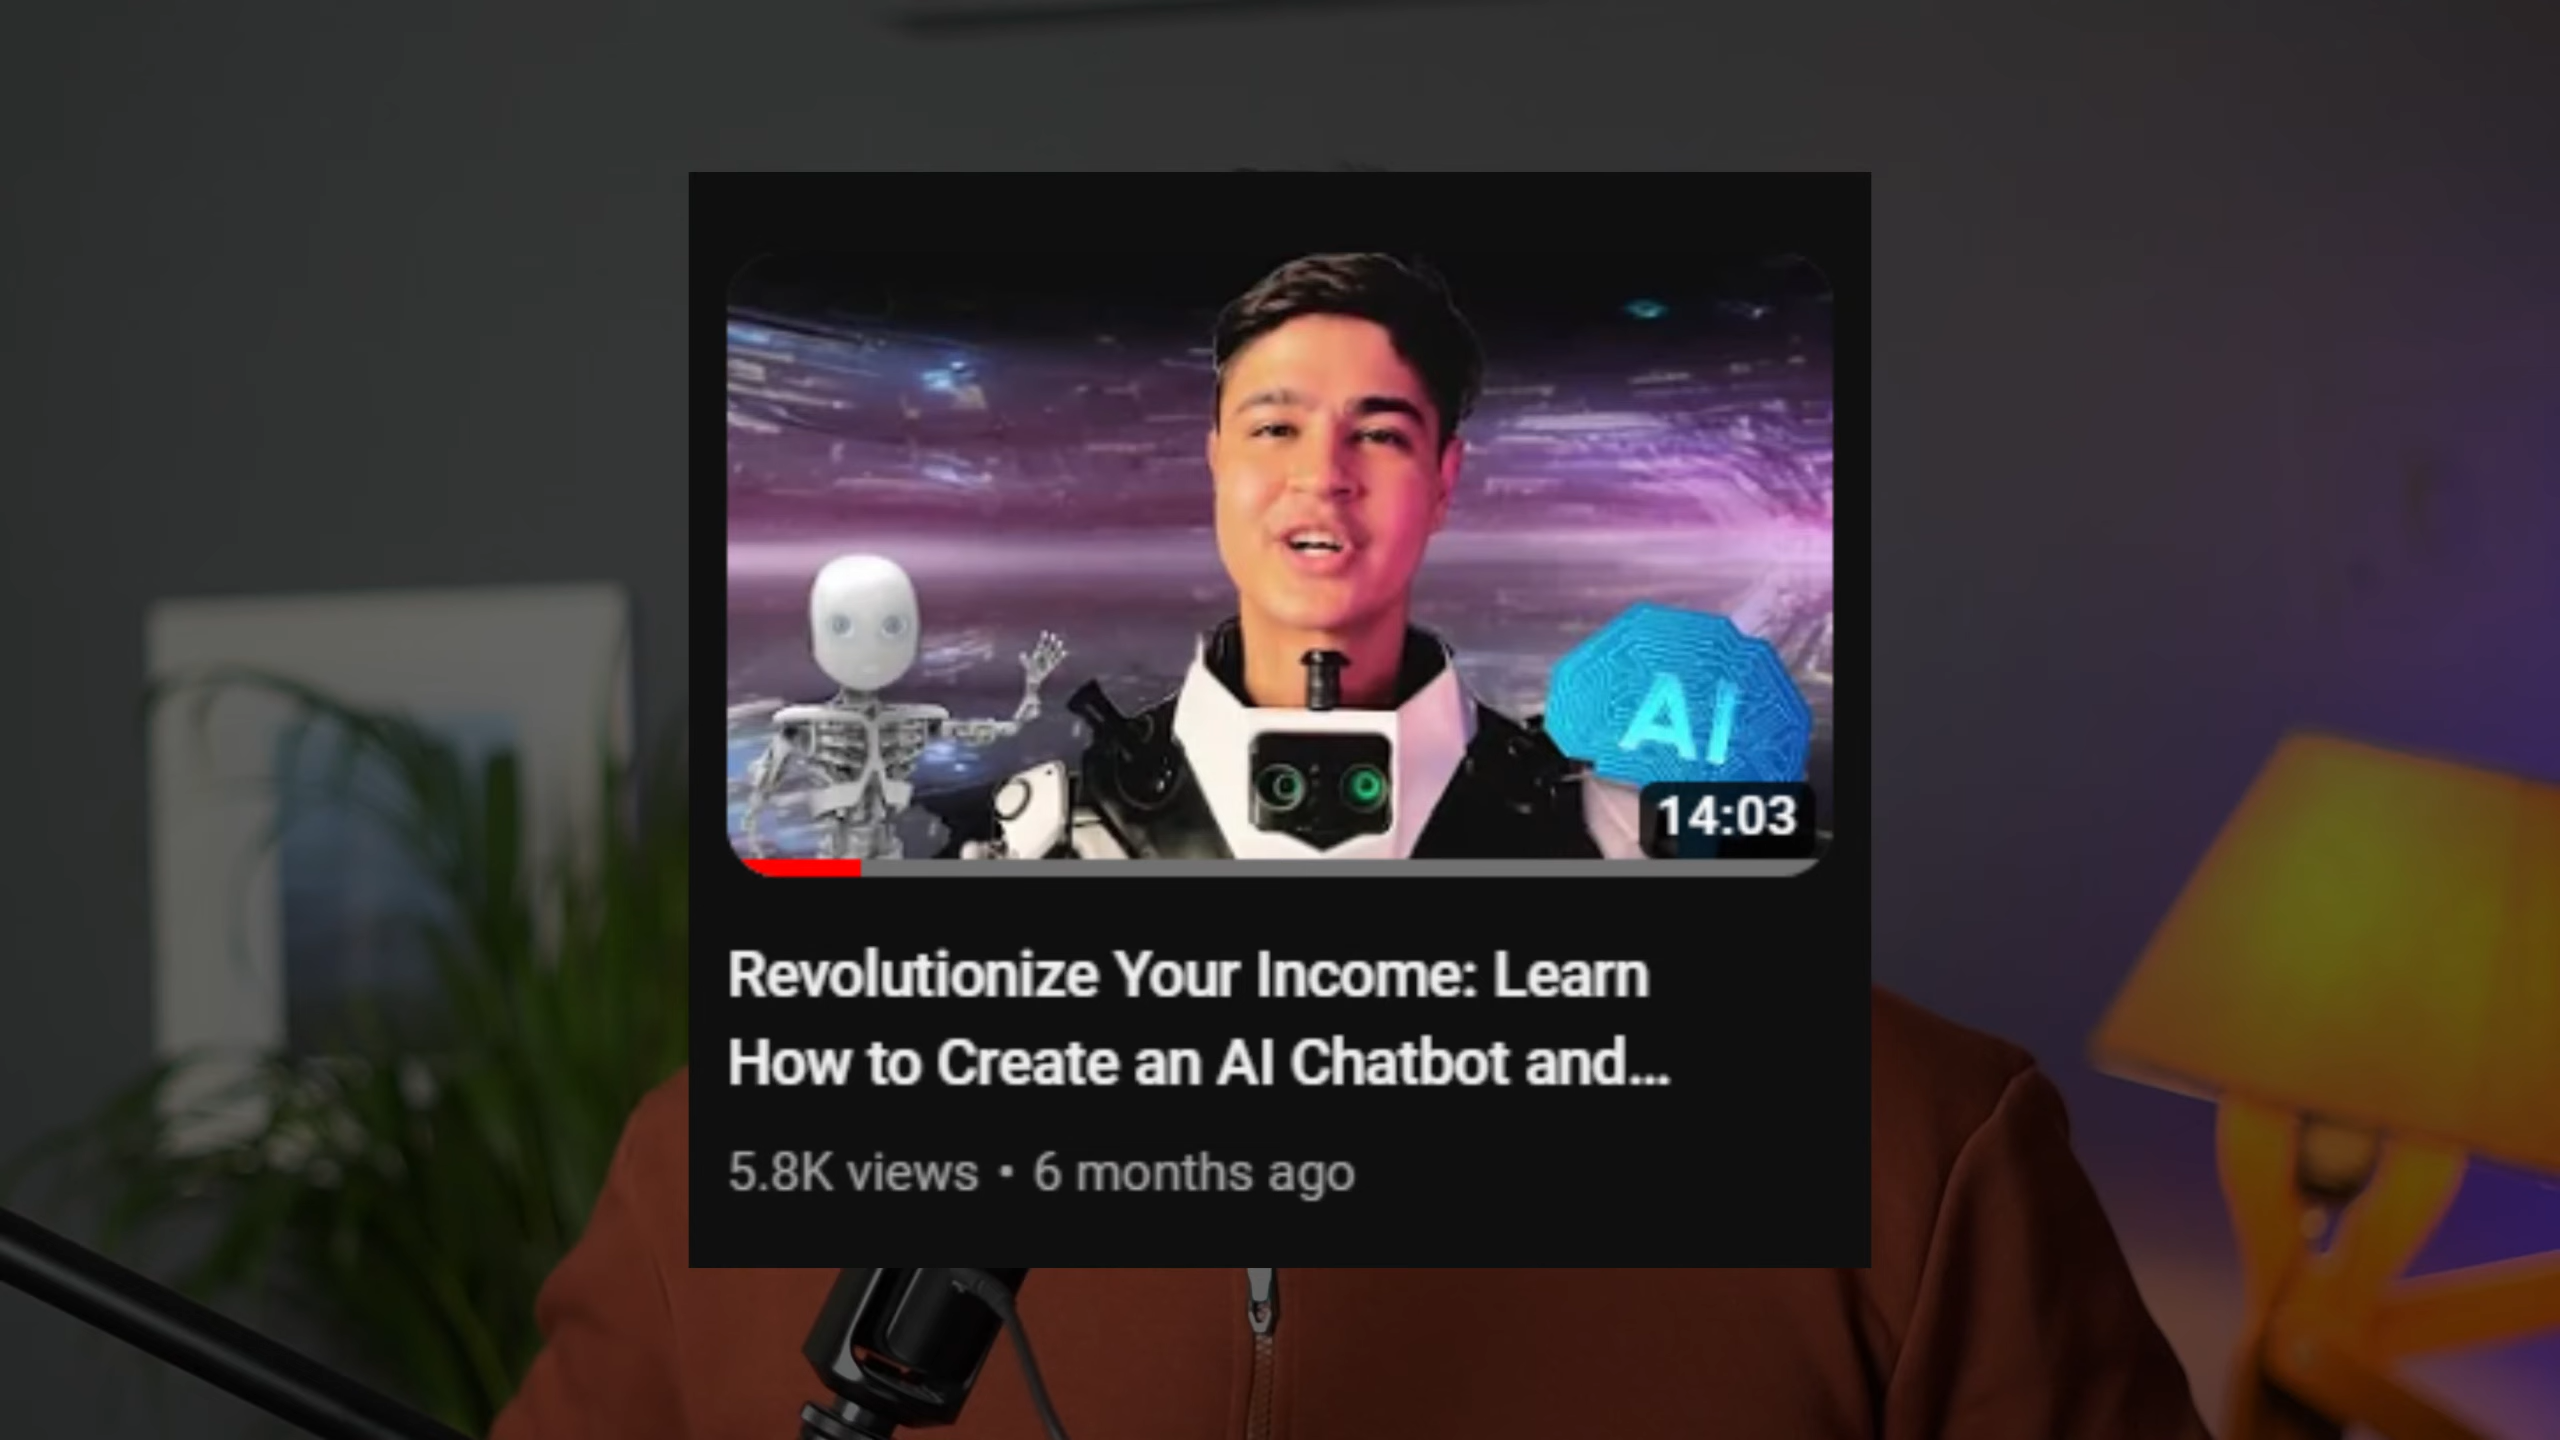 AI
14:03
Revolutionize Your Income: Learn
How to Create an AI Chatbot and...
5.8K views • 6 months ago